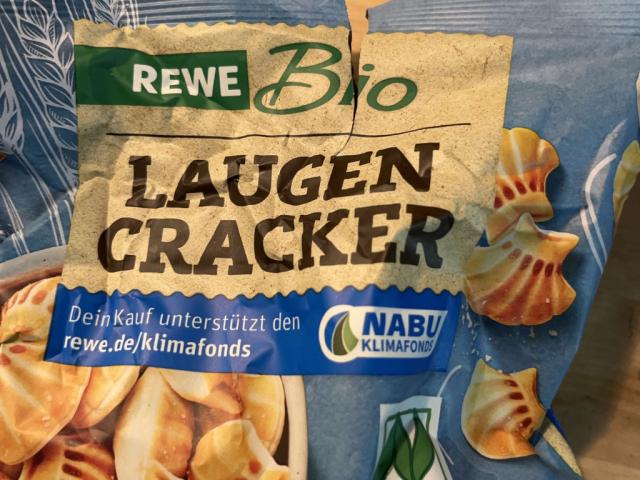 REWE Bio
LAUGEN
CRACKER
Dein Kauf unterstützt den
rewe.de/klimafonds
NABU
KLIMAFONDS